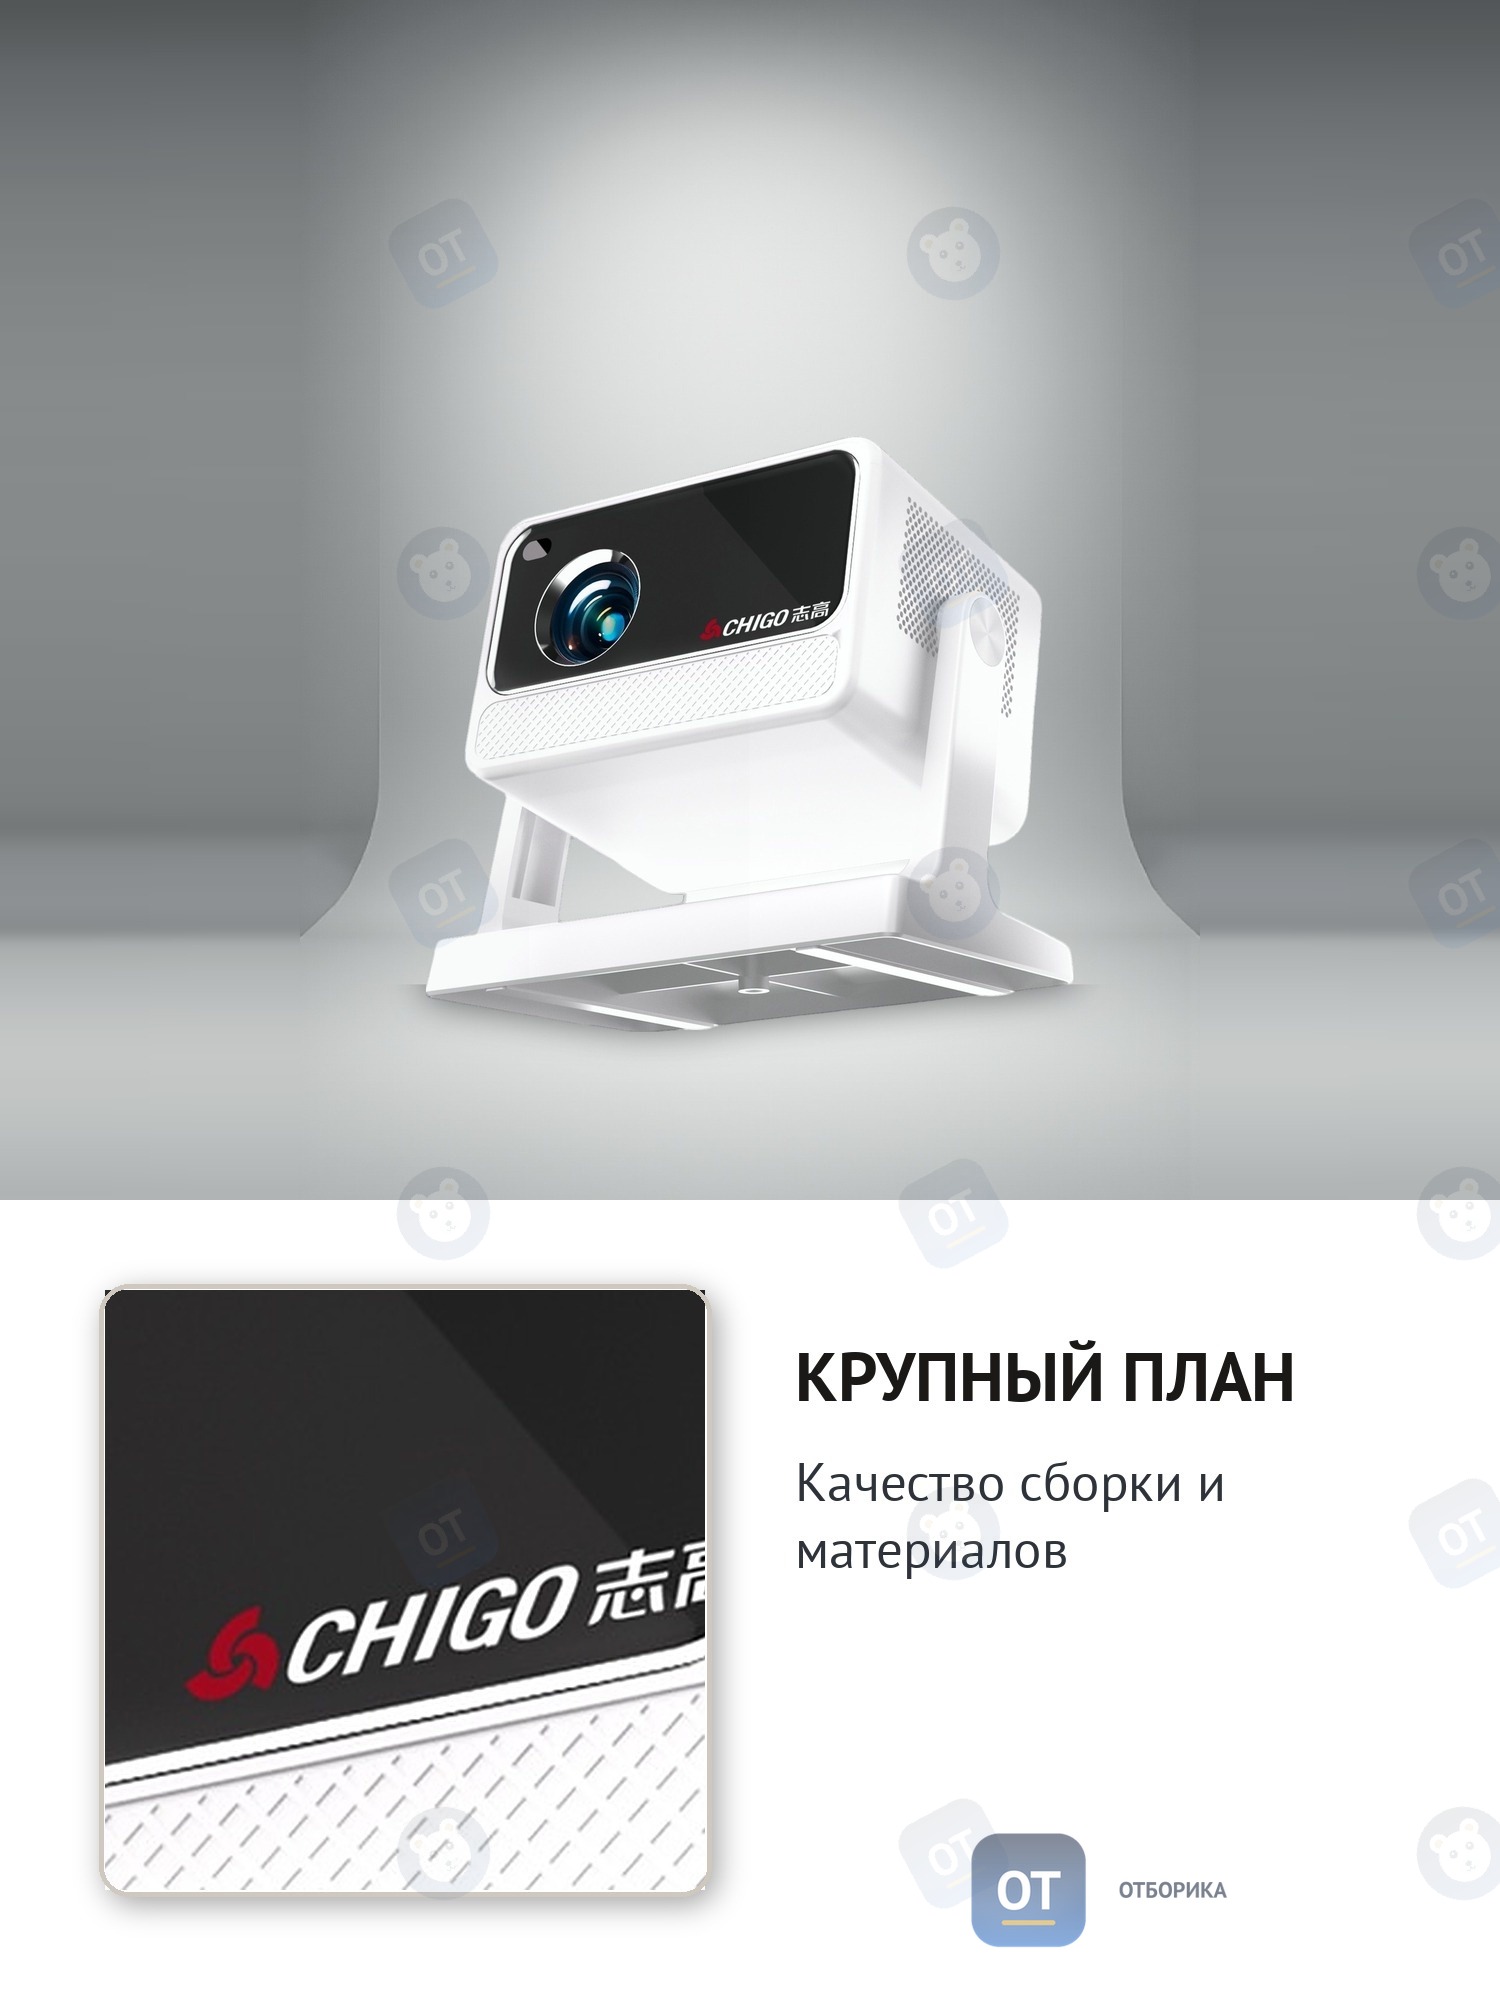 CHIGO 志高
КРУПНЫЙ ПЛАН
Качество сборки и
материалов
CHIGO 志高
ОТ
ОТБОРИКА